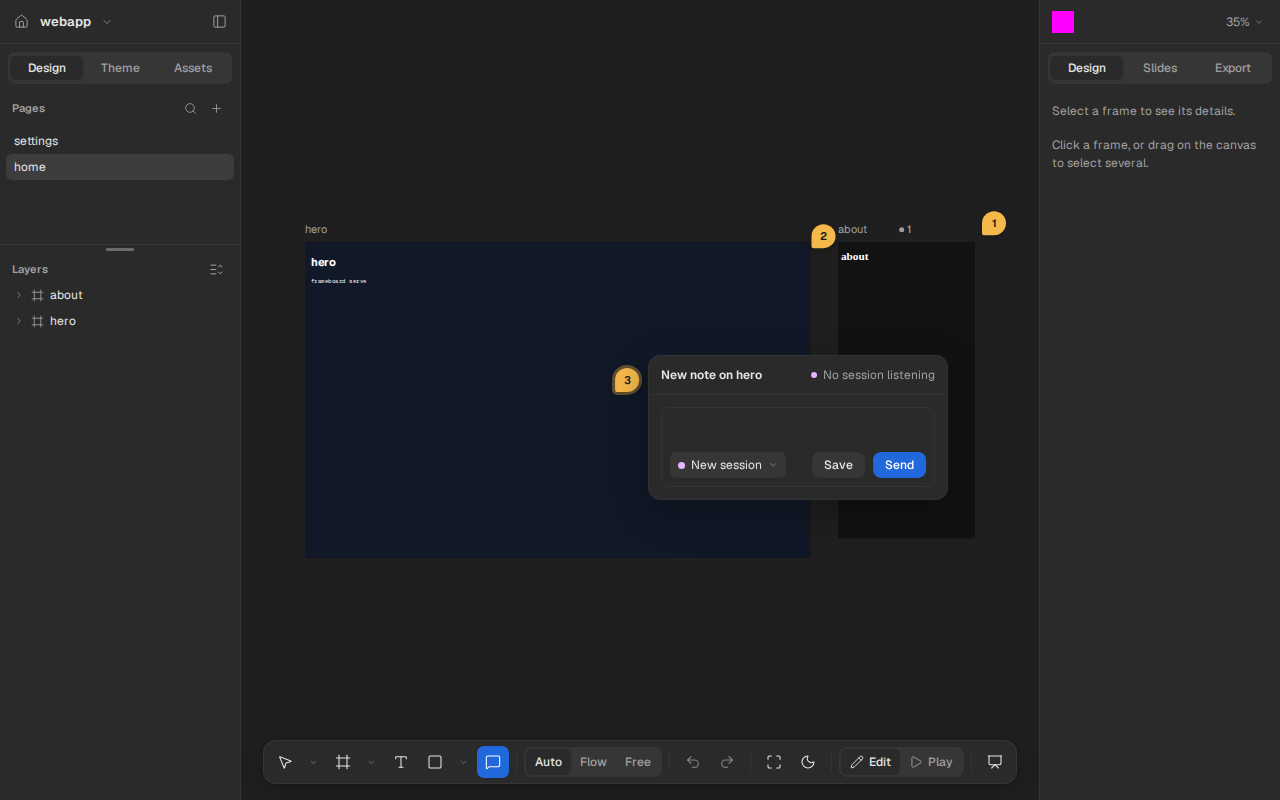 webapp
35%
Design Theme Assets
Design Slides Export
Pages
Select a frame to see its details.
settings
Click a frame, or drag on the canvas
to select several.
home
hero
2
about
1
1
hero
frameboard serve
about
Layers
about
hero
3
New note on hero
No session listening
New session
Save
Send
Auto Flow Free
Edit
Play